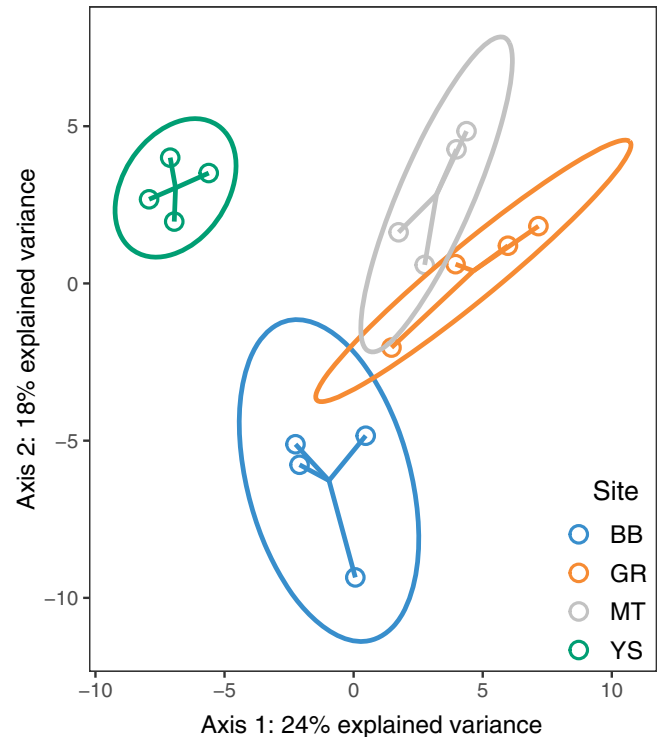 Axis 2: 18% explained variance
5
0
−5
−10
Site
BB
GR
MT
YS
−10 −5 0 5 10
Axis 1: 24% explained variance